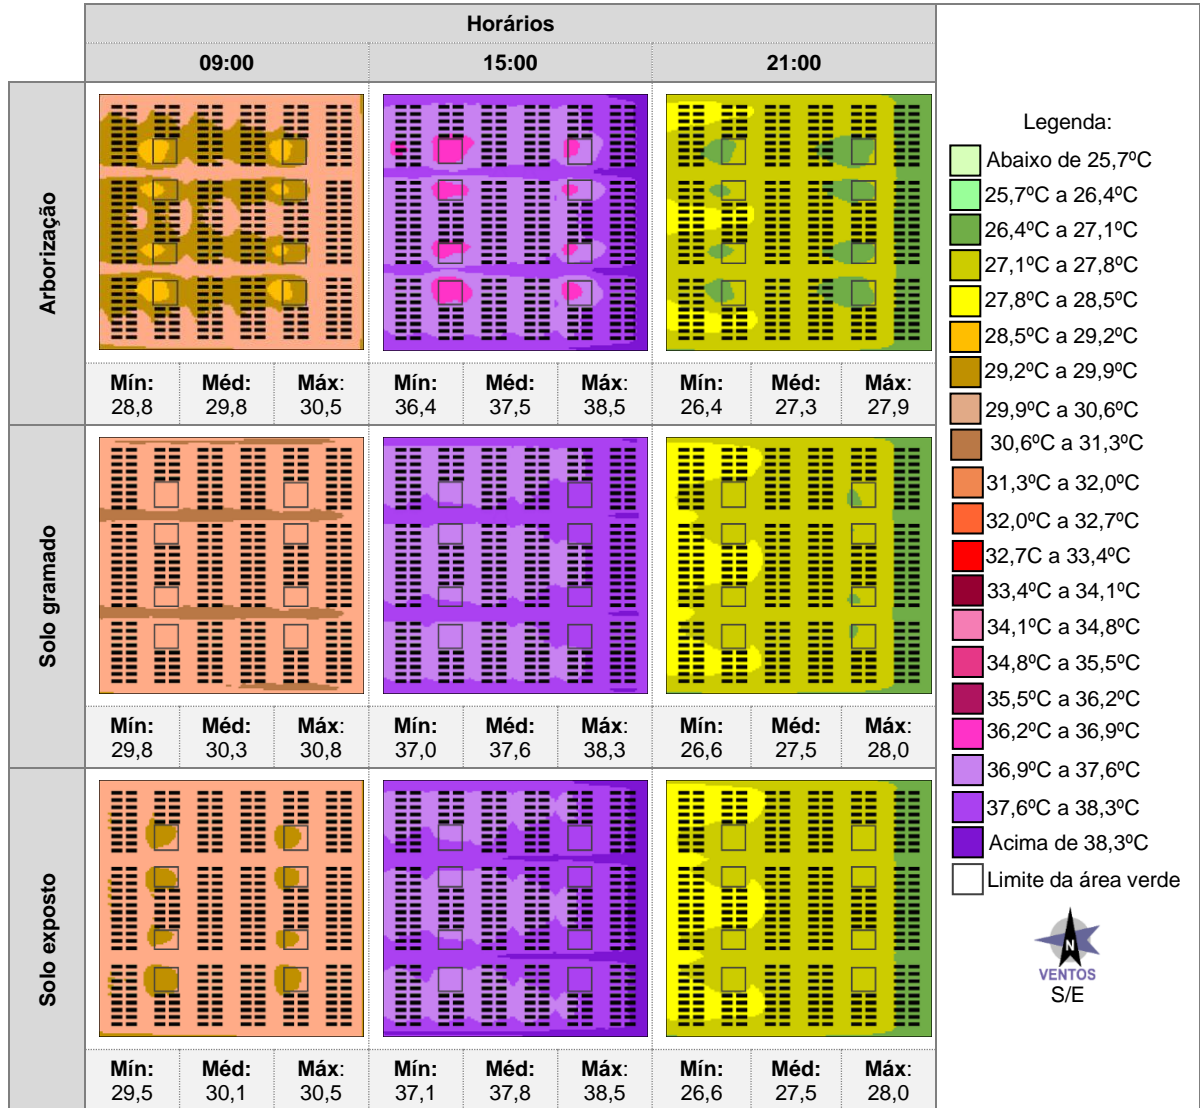 Horários
09:00 15:00 21:00
Arborização
Mín: Méd: Máx: Mín: Méd: Máx: Mín: Méd: Máx:
28,8 29,8 30,5 36,4 37,5 38,5 26,4 27,3 27,9
Solo gramado
Mín: Méd: Máx: Mín: Méd: Máx: Mín: Méd: Máx:
29,8 30,3 30,8 37,0 37,6 38,3 26,6 27,5 28,0
Solo exposto
Mín: Méd: Máx: Mín: Méd: Máx: Mín: Méd: Máx:
29,5 30,1 30,5 37,1 37,8 38,5 26,6 27,5 28,0
Legenda:
Abaixo de 25,7ºC
25,7ºC a 26,4ºC
26,4ºC a 27,1ºC
27,1ºC a 27,8ºC
27,8ºC a 28,5ºC
28,5ºC a 29,2ºC
29,2ºC a 29,9ºC
29,9ºC a 30,6ºC
30,6ºC a 31,3ºC
31,3ºC a 32,0ºC
32,0ºC a 32,7ºC
32,7C a 33,4ºC
33,4ºC a 34,1ºC
34,1ºC a 34,8ºC
34,8ºC a 35,5ºC
35,5ºC a 36,2ºC
36,2ºC a 36,9ºC
36,9ºC a 37,6ºC
37,6ºC a 38,3ºC
Acima de 38,3ºC
Limite da área verde
N
VENTOS
S/E